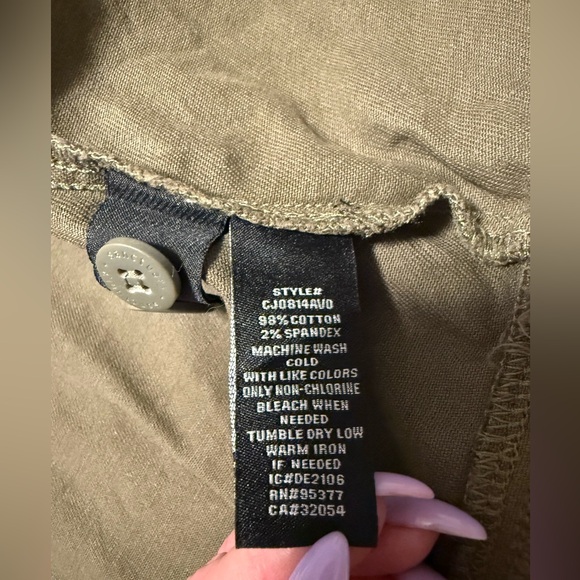 STYLE#
CJ0814AV0
98% COTTON
2% SPANDEX
MACHINE WASH
COLD
WITH LIKE COLORS
ONLY NON-CHLORINE
BLEACH WHEN
NEEDED
TUMBLE DRY LOW
WARM IRON
IF NEEDED
IC#DE2106
RN#95377
CA#32054